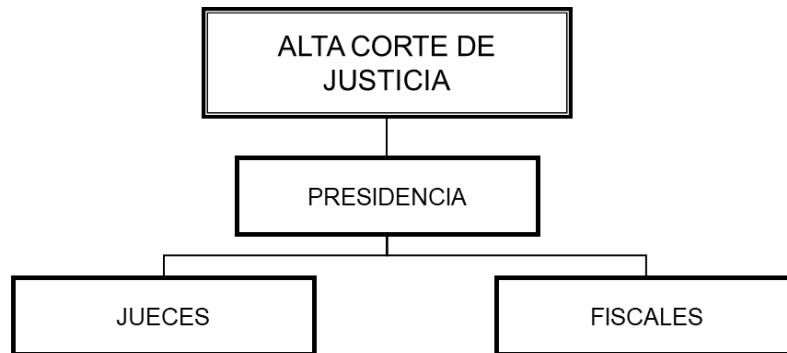 ALTA CORTE DE
JUSTICIA
PRESIDENCIA
JUECES
FISCALES